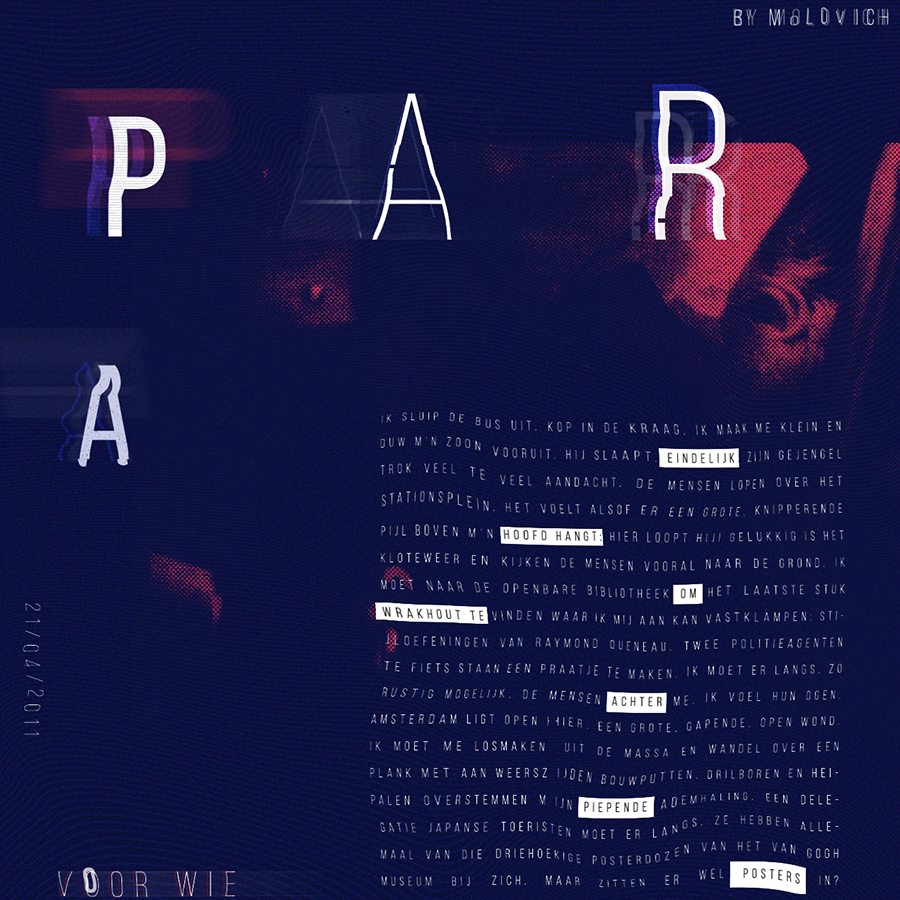 BY MOLOVICH
P A R
A
IK SLUIP DE BUS UIT. KOP IN DE KRAAG. IK MAAK ME KLEIN EN
DUW M'N ZOON VOORUIT. HIJ SLAAPT, EINDELIJK. ZIJN GEJENGEL
TROK VEEL TE VEEL AANDACHT. DE MENSEN LOPEN OVER HET
STATIONSPLEIN. HET VOELT ALSOF ER EEN GROTE, KNIPPERENDE
PIJL BOVEN M'N HOOFD HANGT: HIER LOOPT HIJ! GELUKKIG IS HET
KLOTEWEER EN KIJKEN DE MENSEN VOORAL NAAR DE GROND. IK
MOET NAAR DE OPENBARE BIBLIOTHEEK OM HET LAATSTE STUK
WRAKHOUT TE VINDEN WAAR IK MIJ AAN KAN VASTKLAMPEN: STI-
JLOEFENINGEN VAN RAYMOND QUENEAU. TWEE POLITIEAGENTEN
TE FIETS STAAN EEN PRAATJE TE MAKEN. IK MOET ER LANGS. ZO
RUSTIG MOGELIJK. DE MENSEN ACHTER ME. IK VOEL HUN OGEN.
AMSTERDAM LIGT OPEN HIER. EEN GROTE, GAPENDE, OPEN WOND.
IK MOET ME LOSMAKEN UIT DE MASSA EN WANDEL OVER EEN
PLANK MET AAN WEERSZIJDEN BOUWPUTTEN. DRILBOREN EN HEI-
PALEN OVERSTEMMEN MIJN PIEPENDE ADEMHALING. EEN DELE-
GATIE JAPANSE TOERISTEN MOET ER LANGS. ZE HEBBEN ALLE-
MAAL VAN DIE DRIEHOEKIGE POSTERDOZEN VAN HET VAN GOGH
MUSEUM BIJ ZICH. MAAR ZITTEN ER WEL POSTERS IN?
21/04/2011
VOOR WIE